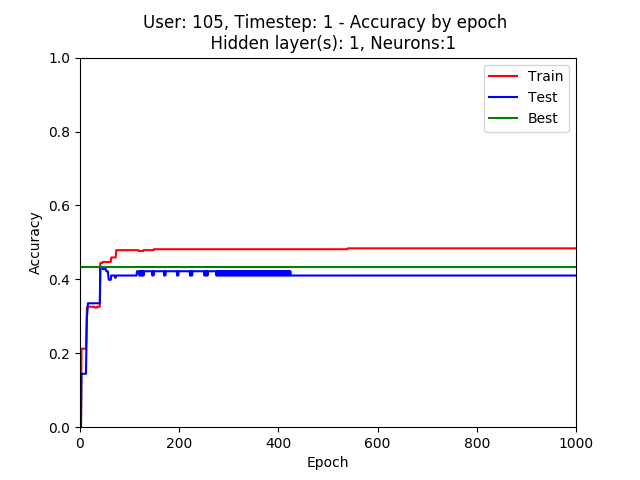 User: 105, Timestep: 1 - Accuracy by epoch
Hidden layer(s): 1, Neurons:1
1.0
0.8
0.6
0.4
0.2
0.0
Accuracy
Train
Test
Best
0
200
400
600
800
1000
Epoch